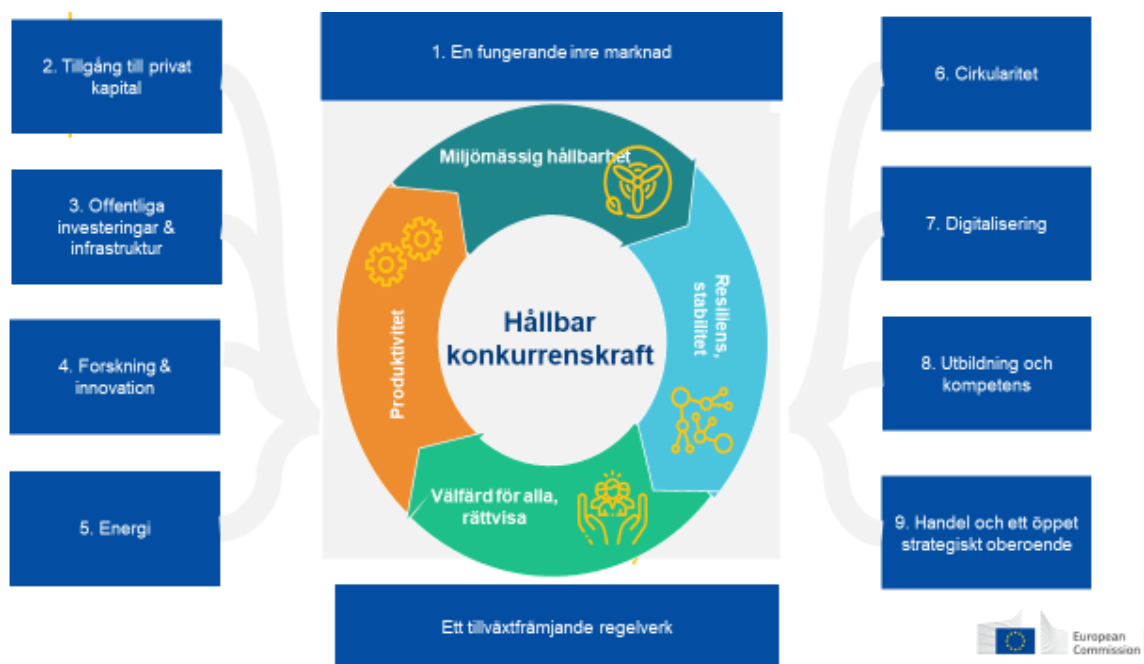 1. En fungerande inre marknad
2. Tillgång till privat
kapital
3. Offentliga
investeringar &
infrastruktur
4. Forskning &
innovation
5. Energi
Miljömässig hållbarhet
Resiliens,
stabilitet
Produktivitet
Hållbar
konkurrenskraft
Välfärd för alla,
rättvisa
6. Cirkularitet
7. Digitalisering
8. Utbildning och
kompetens
9. Handel och ett öppet
strategiskt oberoende
Ett tillväxtfrämjande regelverk
European
Commission